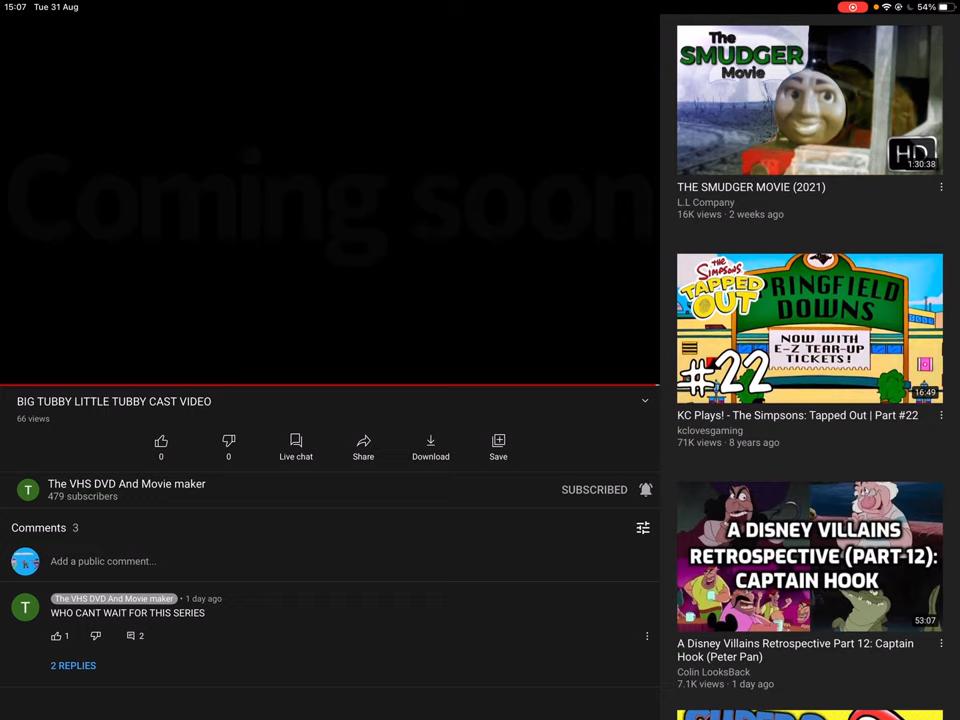 15:07 Tue 31 Aug
54%
Coming soon
BIG TUBBY LITTLE TUBBY CAST VIDEO
66 views
0
0
Live chat
Share
Download
Save
T
The VHS DVD And Movie maker
479 subscribers
SUBSCRIBED
Comments 3
k
Add a public comment...
T
The VHS DVD And Movie maker • 1 day ago
WHO CANT WAIT FOR THIS SERIES
1
2
2 REPLIES
The
SMUDGER
Movie
HD
1:30:38
THE SMUDGER MOVIE (2021)
L.L Company
16K views · 2 weeks ago
THE
SIMPSONS
TAPPED
OUT
RINGFIELD
DOWNS
NOW WITH
E-Z TEAR-UP
TICKETS!
#22
16:49
KC Plays! - The Simpsons: Tapped Out | Part #22
kclovesgaming
71K views · 8 years ago
A DISNEY VILLAINS
RETROSPECTIVE (PART 12):
CAPTAIN HOOK
53:07
A Disney Villains Retrospective Part 12: Captain
Hook (Peter Pan)
Colin LooksBack
7.1K views · 1 day ago